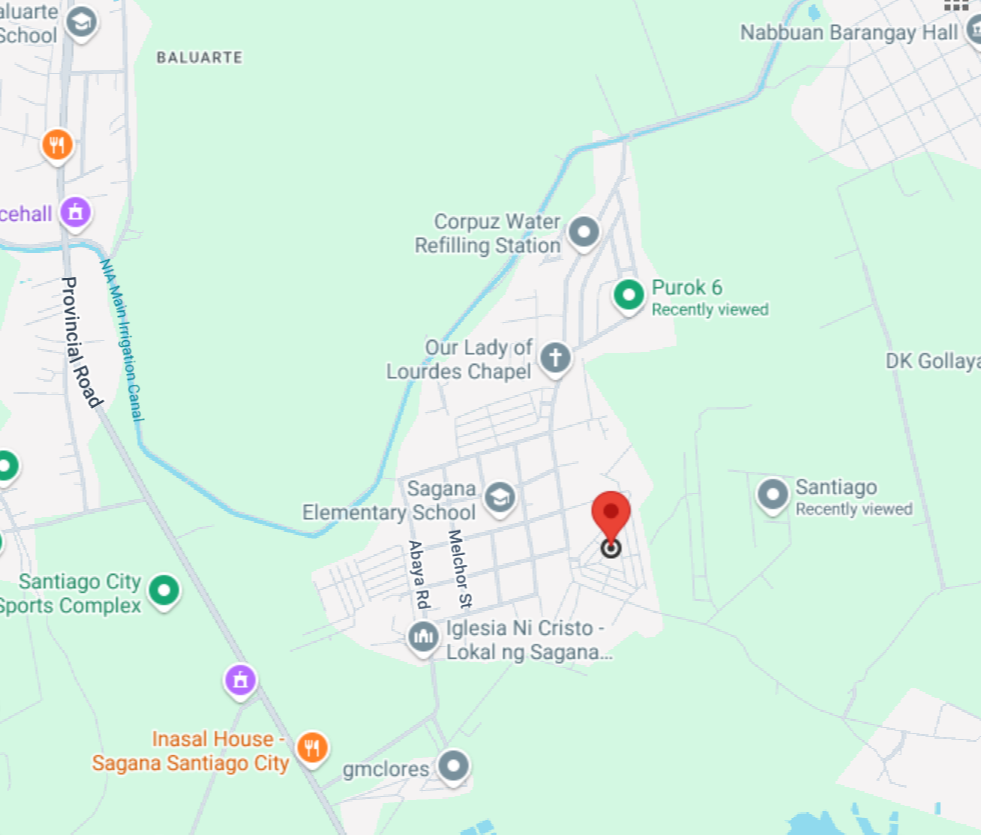 aluarte
School
BALUARTE
Nabbuan Barangay Hall
cehall
Corpuz Water
Refilling Station
NIA Main Irrigation Canal
Provincial Road
Purok 6
Recently viewed
Our Lady of
Lourdes Chapel
DK Gollaya
Sagana
Elementary School
Santiago
Recently viewed
Abaya Rd
Melchor St
Santiago City
Sports Complex
Iglesia Ni Cristo -
Lokal ng Sagana...
Inasal House -
Sagana Santiago City
gmclores